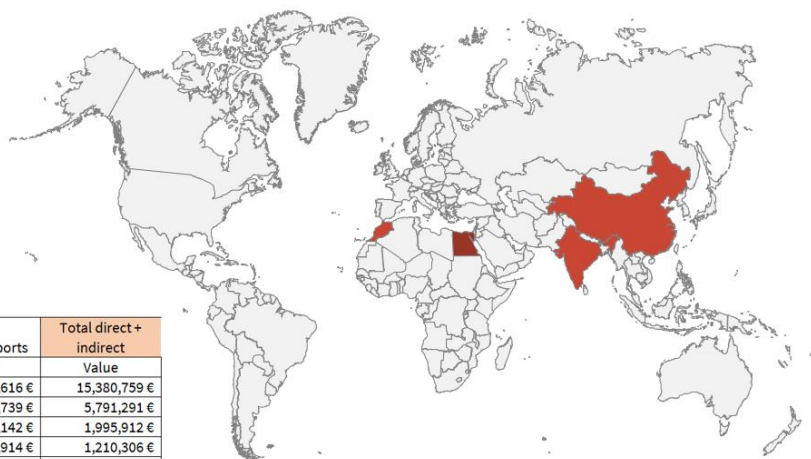 Total direct +
ports indirect
Value
616 € 15,380,759 €
739 € 5,791,291 €
142 € 1,995,912 €
914 € 1,210,306 €